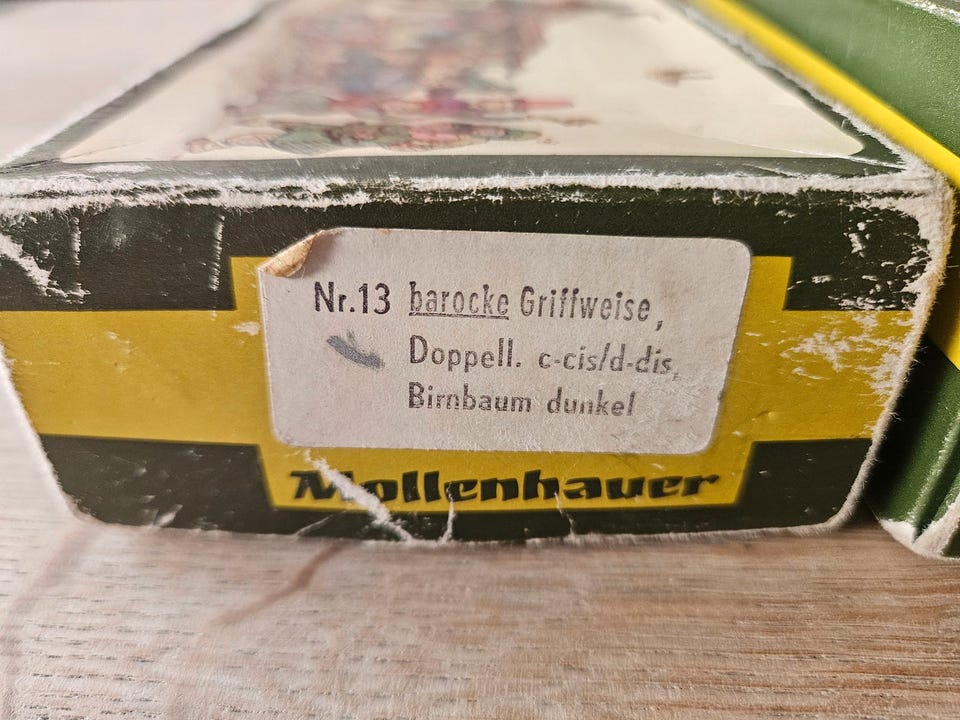 Nr.13 barocke Griffweise,
Doppell. c-cis/d-dis,
Birnbaum dunkel
Mollenhauer